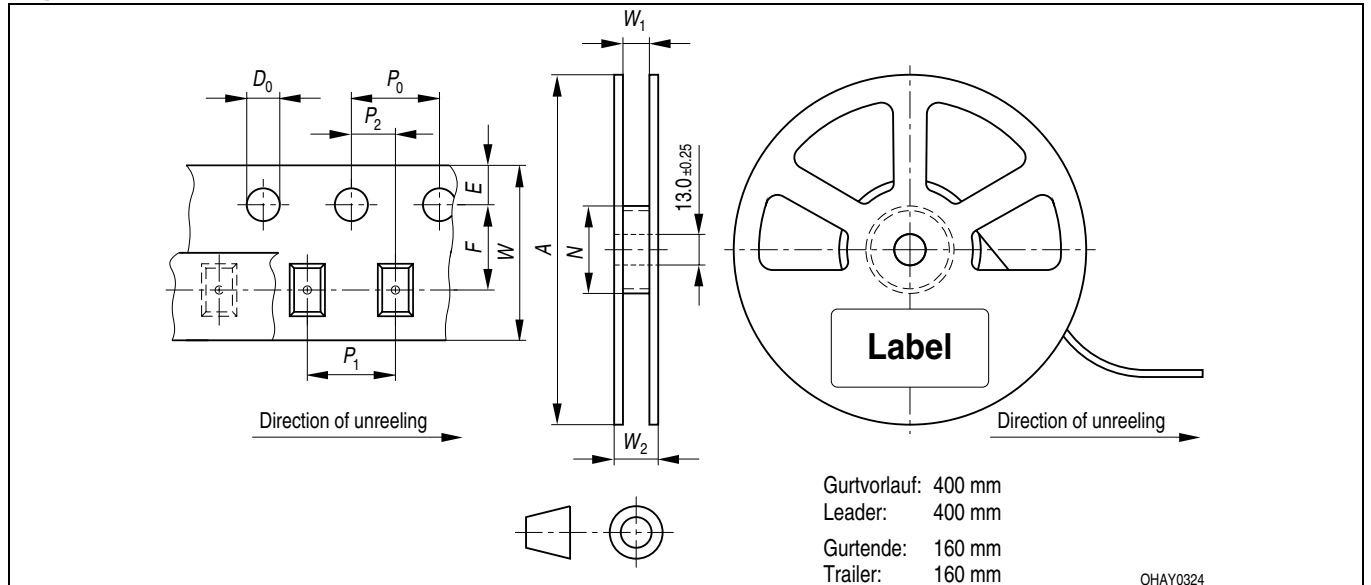 W1
D0
P0
P2
E
F
W
A
N
13.0 ±0.25
P1
Label
Direction of unreeling
Direction of unreeling
W2
Gurtvorlauf: 400 mm
Leader: 400 mm
Gurtende: 160 mm
Trailer: 160 mm
OHAY0324